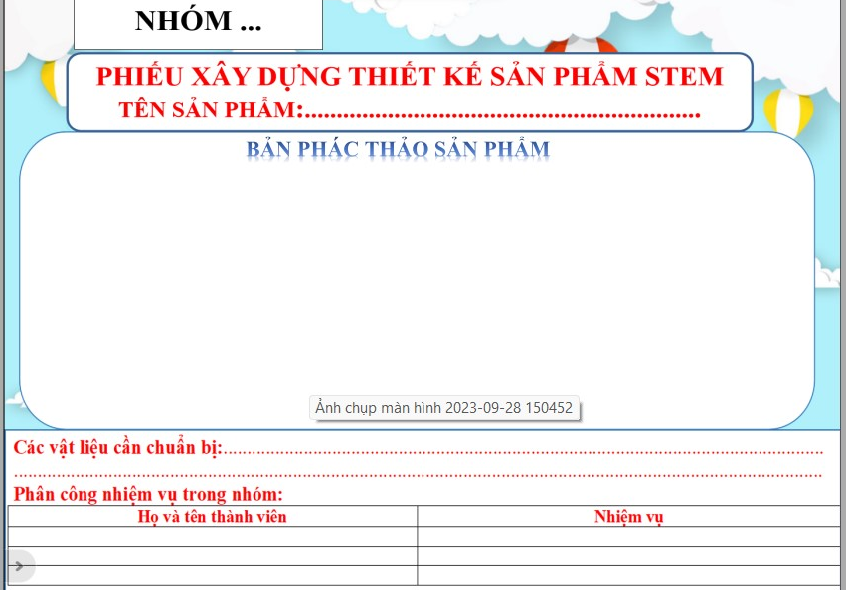 NHÓM ...
PHIẾU XÂY DỰNG THIẾT KẾ SẢN PHẨM STEM
TÊN SẢN PHẨM:..............................................................
BẢN PHÁC THẢO SẢN PHẨM
Ảnh chụp màn hình 2023-09-28 150452
Các vật liệu cần chuẩn bị:..............................................................................................................
......................................................................................................................................................
Phân công nhiệm vụ trong nhóm:
Họ và tên thành viên Nhiệm vụ